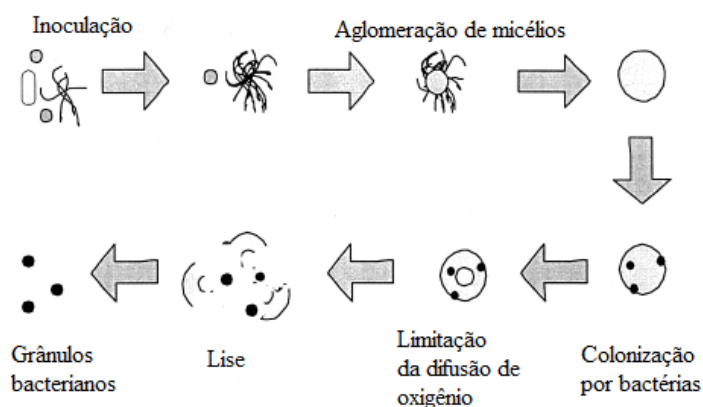 Inoculação
Aglomeração de micélios
Grânulos
bacterianos
Lise
Limitação
da difusão de
oxigênio
Colonização
por bactérias